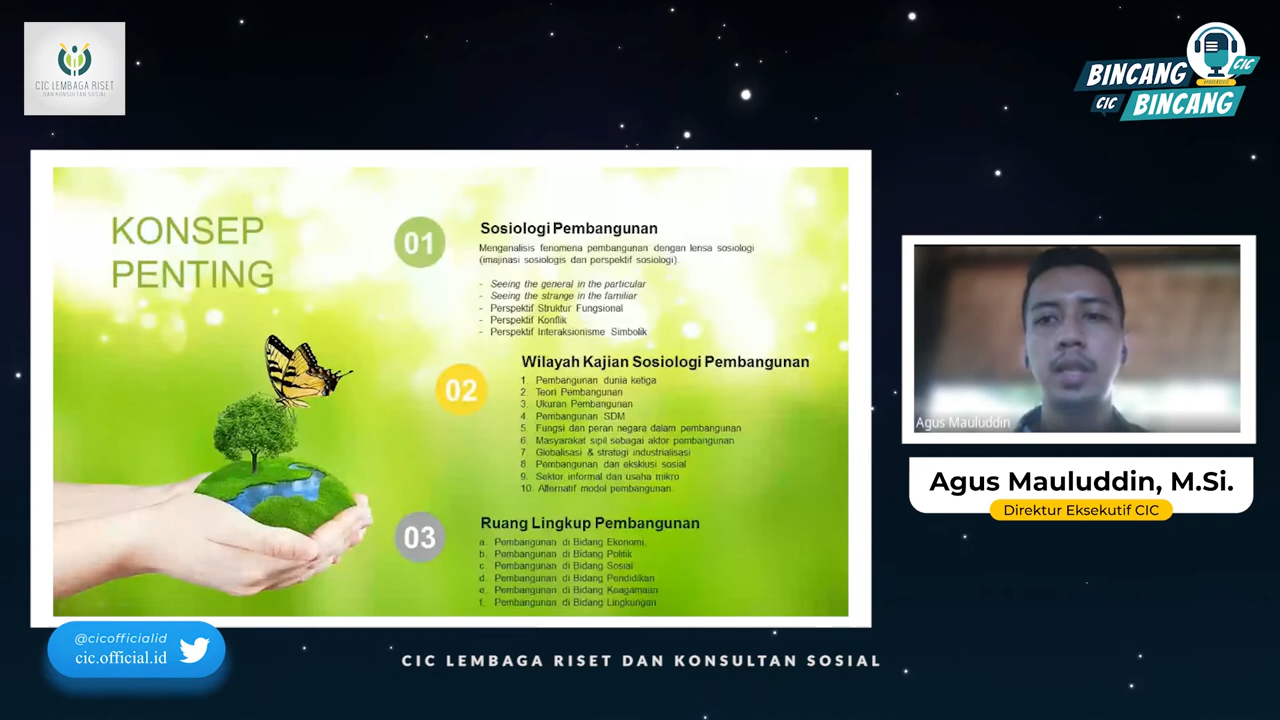 CIC LEMBAGA RISET
DAN KONSULTAN SOSIAL
BINCANG
CIC
CIC BINCANG
KONSEP
PENTING
01
Sosiologi Pembangunan
Menganalisis fenomena pembangunan dengan lensa sosiologi
(imajinasi sosiologis dan perspektif sosiologi).
- Seeing the general in the particular
- Seeing the strange in the familiar
- Perspektif Struktur Fungsional
- Perspektif Konflik
- Perspektif Interaksionisme Simbolik
02
Wilayah Kajian Sosiologi Pembangunan
1. Pembangunan dunia ketiga
2. Teori Pembangunan
3. Ukuran Pembangunan
4. Pembangunan SDM
5. Fungsi dan peran negara dalam pembangunan
6. Masyarakat sipil sebagai aktor pembangunan
7. Globalisasi & strategi industrialisasi
8. Pembangunan dan eksklusi sosial
9. Sektor informal dan usaha mikro
10. Alternatif model pembangunan.
03
Ruang Lingkup Pembangunan
a. Pembangunan di Bidang Ekonomi,
b. Pembangunan di Bidang Politik
c. Pembangunan di Bidang Sosial
d. Pembangunan di Bidang Pendidikan
e. Pembangunan di Bidang Keagamaan
f. Pembangunan di Bidang Lingkungan
Agus Mauluddin
Agus Mauluddin, M.Si.
Direktur Eksekutif CIC
@cicofficialid
cic.official.id
CIC LEMBAGA RISET DAN KONSULTAN SOSIAL